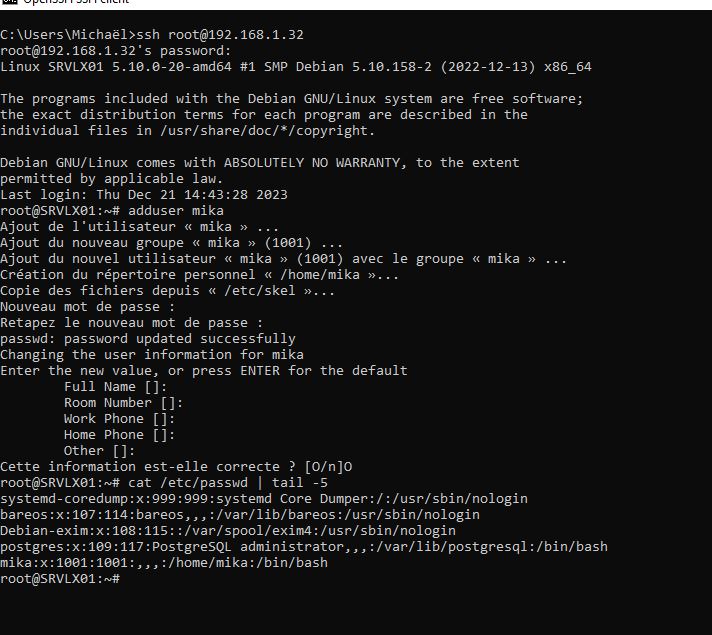 OpenSSH SSH client
C:\Users\Michaël>ssh root@192.168.1.32
root@192.168.1.32's password:
Linux SRVLX01 5.10.0-20-amd64 #1 SMP Debian 5.10.158-2 (2022-12-13) x86_64
The programs included with the Debian GNU/Linux system are free software;
the exact distribution terms for each program are described in the
individual files in /usr/share/doc/*/copyright.
Debian GNU/Linux comes with ABSOLUTELY NO WARRANTY, to the extent
permitted by applicable law.
Last login: Thu Dec 21 14:43:28 2023
root@SRVLX01:~# adduser mika
Ajout de l'utilisateur « mika » ...
Ajout du nouveau groupe « mika » (1001) ...
Ajout du nouvel utilisateur « mika » (1001) avec le groupe « mika » ...
Création du répertoire personnel « /home/mika »...
Copie des fichiers depuis « /etc/skel »...
Nouveau mot de passe :
Retapez le nouveau mot de passe :
passwd: password updated successfully
Changing the user information for mika
Enter the new value, or press ENTER for the default
Full Name []:
Room Number []:
Work Phone []:
Home Phone []:
Other []:
Cette information est-elle correcte ? [O/n]O
root@SRVLX01:~# cat /etc/passwd | tail -5
systemd-coredump:x:999:999:systemd Core Dumper:/:/usr/sbin/nologin
bareos:x:107:114:bareos,,,:/var/lib/bareos:/usr/sbin/nologin
Debian-exim:x:108:115::/var/spool/exim4:/usr/sbin/nologin
postgres:x:109:117:PostgreSQL administrator,,,:/var/lib/postgresql:/bin/bash
mika:x:1001:1001:,,,:/home/mika:/bin/bash
root@SRVLX01:~#